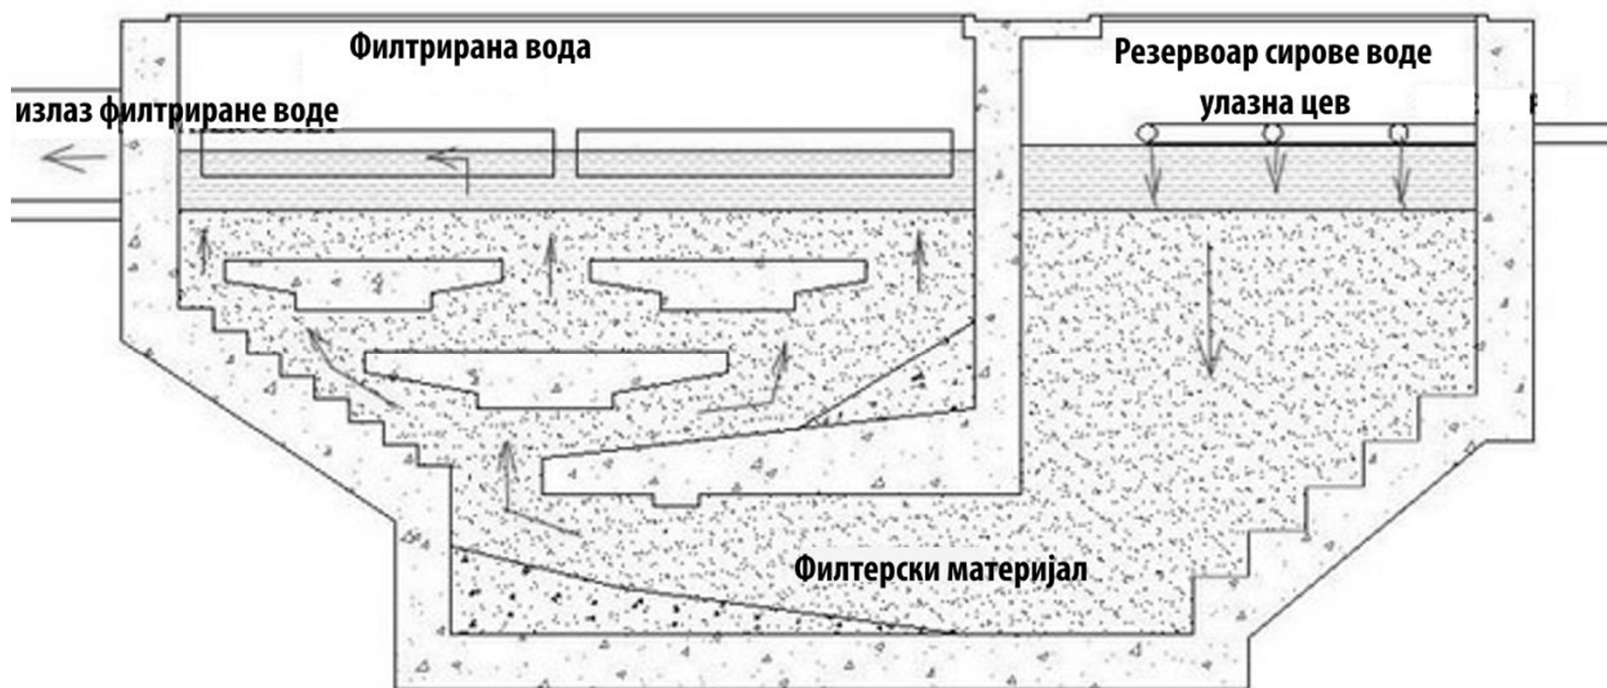 Филтрирана вода
Резервоар сирове воде
улазна цев
излаз филтриране воде
Филтерски материјал